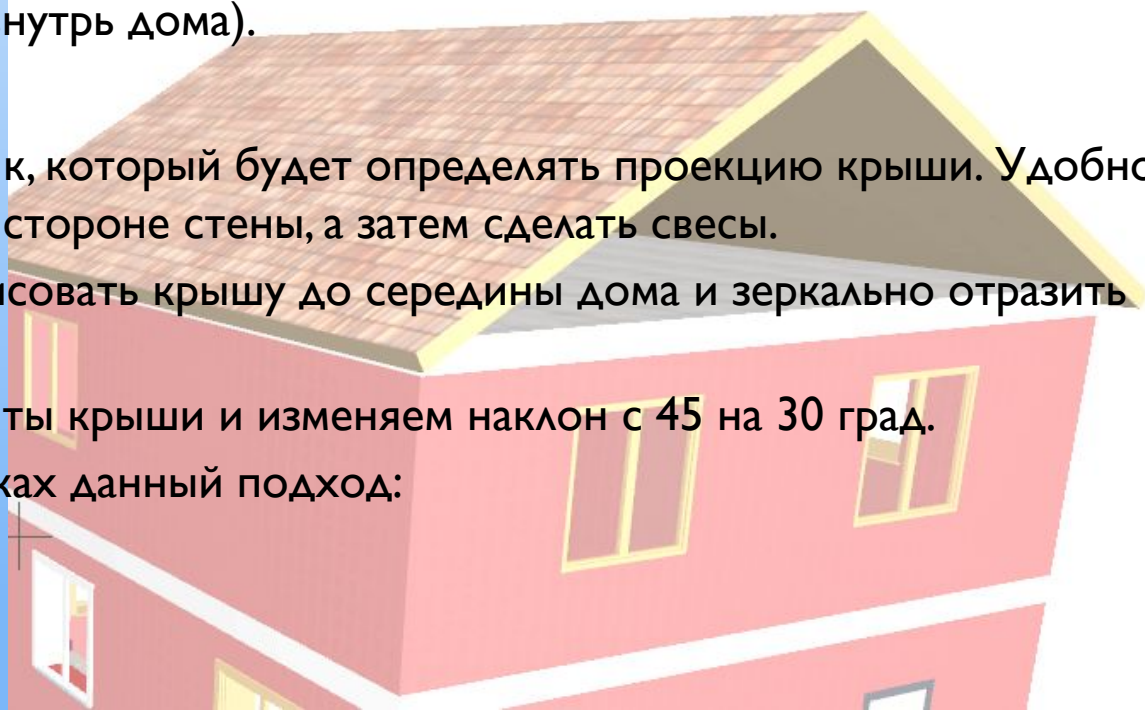 нутрь дома).
к, который будет определять проекцию крыши. Удобно
стороне стены, а затем сделать свесы.
исовать крышу до середины дома и зеркально отразить
ты крыши и изменяем наклон с 45 на 30 град.
ках данный подход: